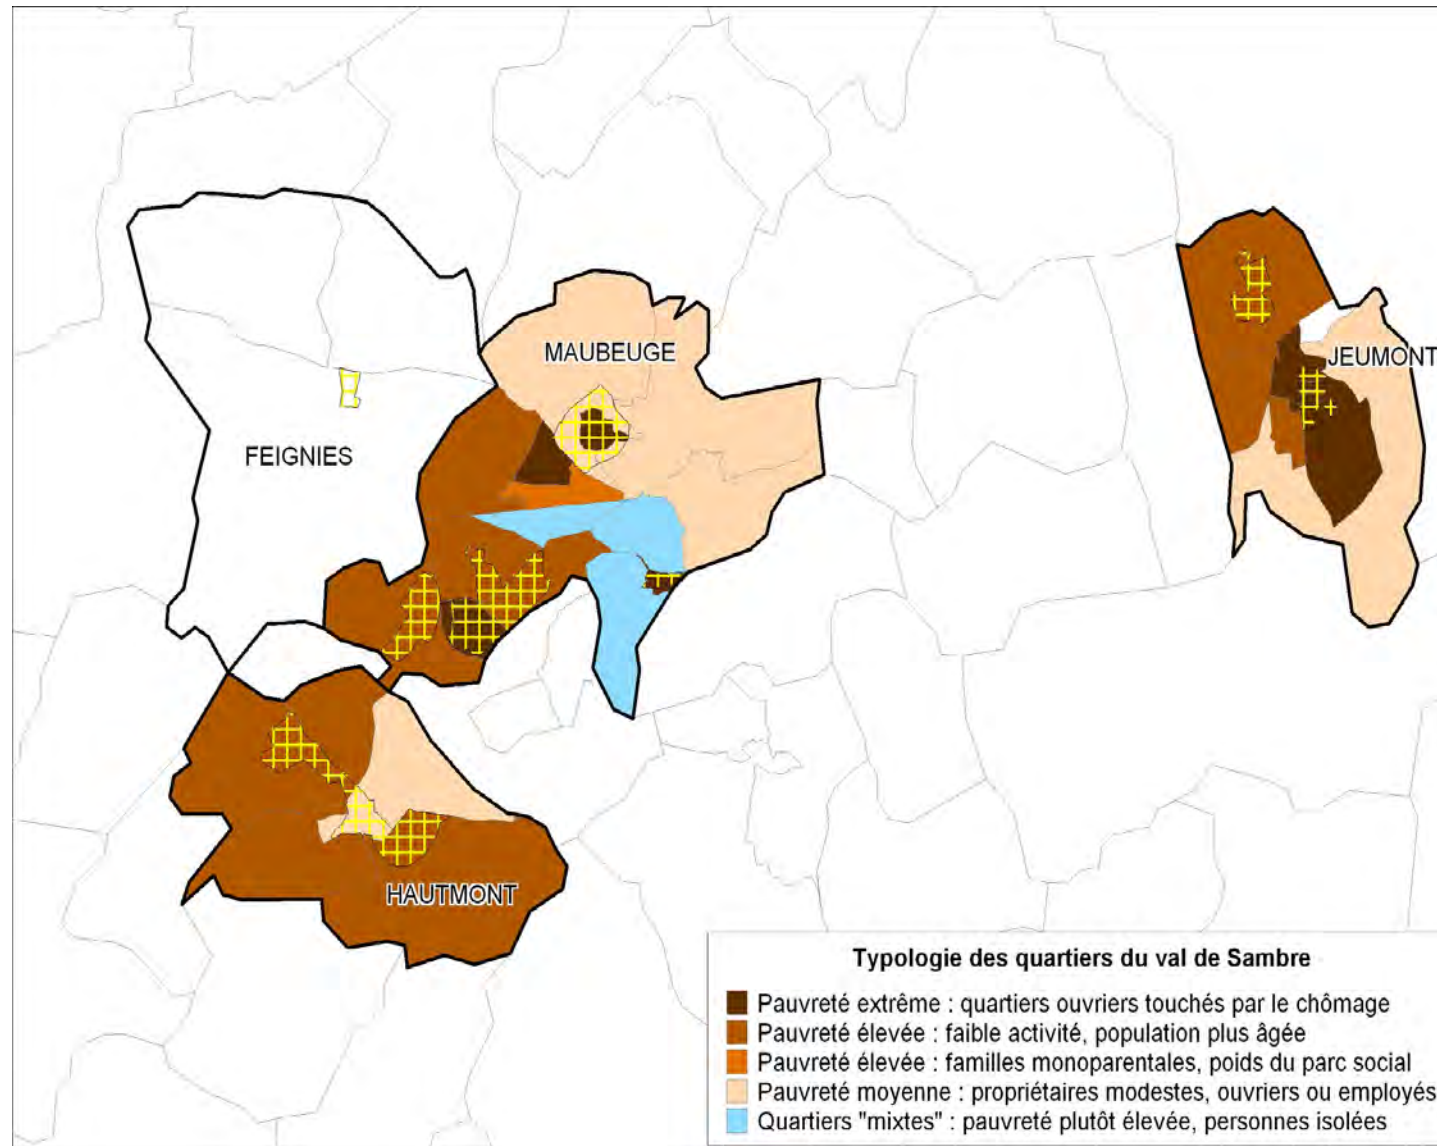 MAUBEUGE
JEUMONT
FEIGNIES
HAUTMONT
Typologie des quartiers du val de Sambre
Pauvreté extrême : quartiers ouvriers touchés par le chômage
Pauvreté élevée : faible activité, population plus âgée
Pauvreté élevée : familles monoparentales, poids du parc social
Pauvreté moyenne : propriétaires modestes, ouvriers ou employés
Quartiers "mixtes" : pauvreté plutôt élevée, personnes isolées